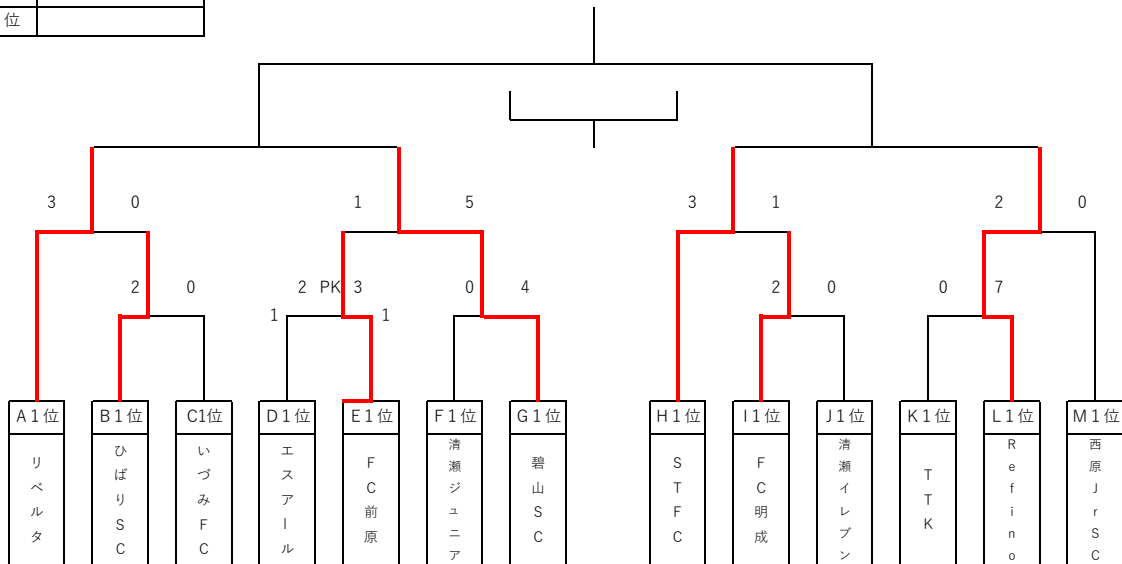 位
3 0 1 5 3 1 2 0
2 0 2 PK 3 0 4 2 0 0 7
1 1
A1位 B1位 C1位 D1位 E1位 F1位 G1位 H1位 I1位 J1位 K1位 L1位 M1位
リベルタ
ひばりSC
いづみFC
エスアール
FC前原
清瀬ジュニア
碧山SC
STFC
FC明成
清瀬イレブン
TTK
Refino
西原JrSC